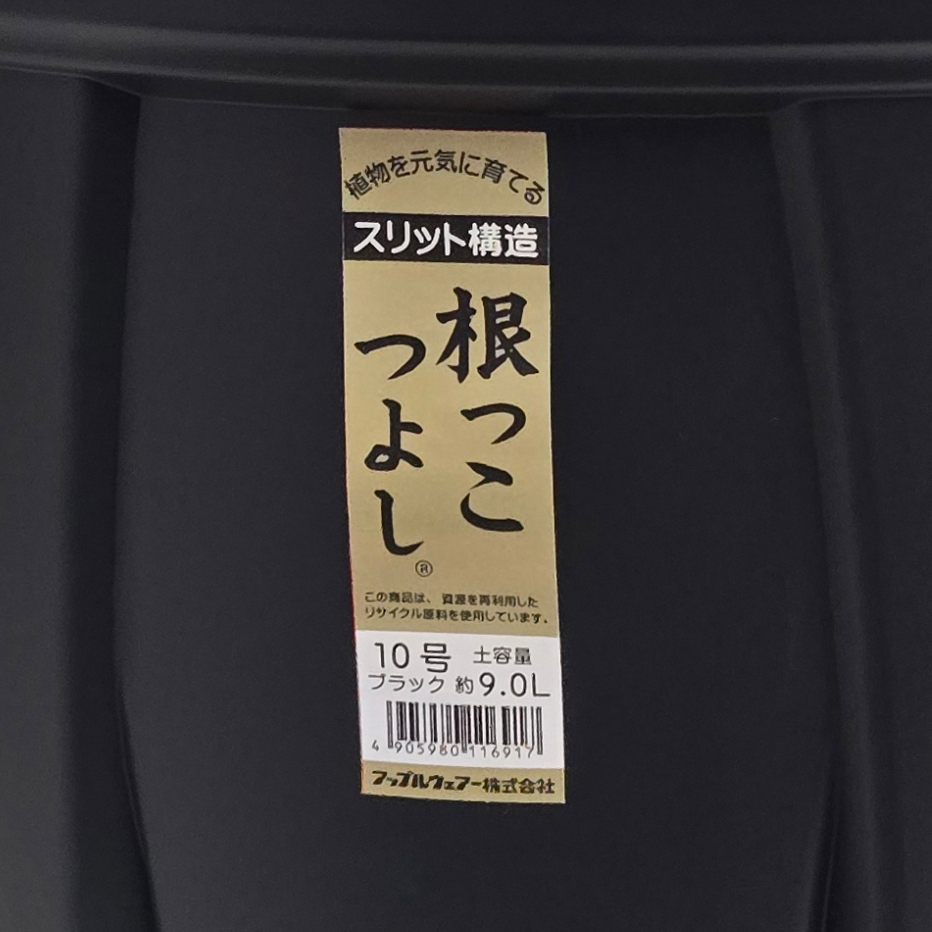 植物を元気に育てる
スリット構造
根っこ
つよし®
この商品は、資源を再利用した
リサイクル原料を使用しています。
10号 土容量
ブラック 約9.0L
4 905980 116917
アップルウェアー株式会社